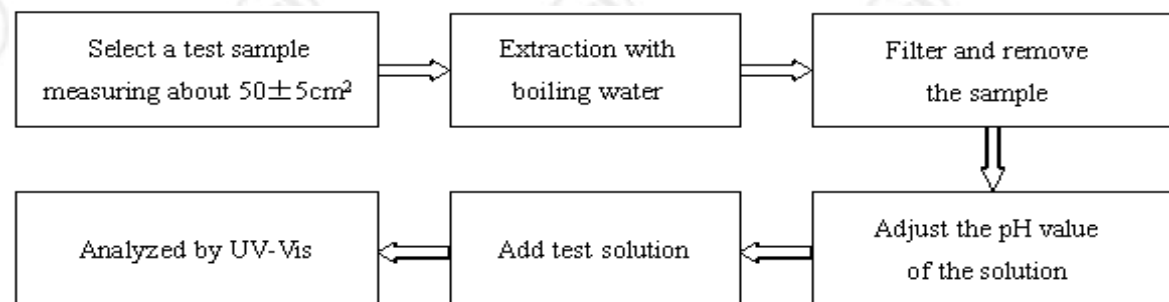 Select a test sample
measuring about 50±5cm²
Extraction with
boiling water
Filter and remove
the sample
Adjust the pH value
of the solution
Add test solution
Analyzed by UV-Vis